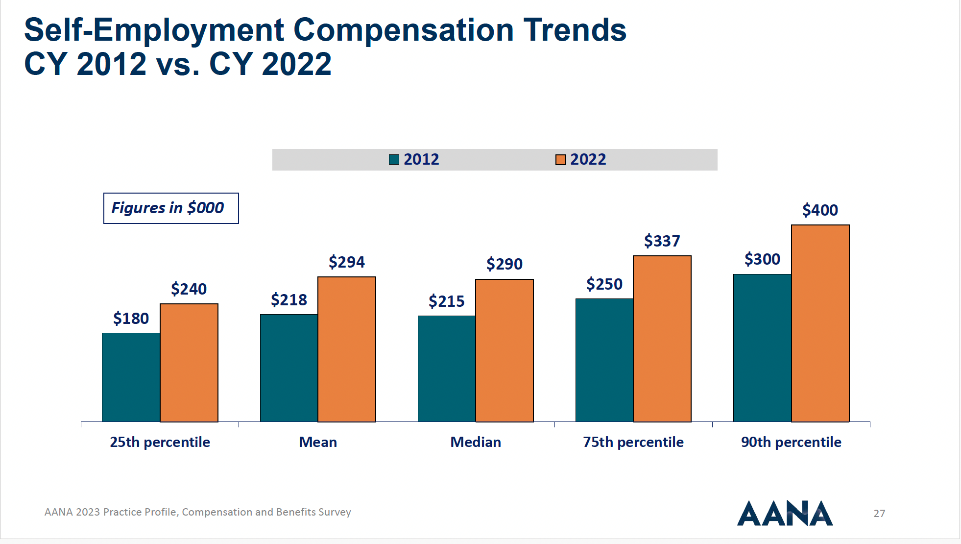 Self-Employment Compensation Trends
CY 2012 vs. CY 2022
2012 2022
Figures in $000
$180 $240 $218 $294 $215 $290 $250 $337 $300 $400
25th percentile Mean Median 75th percentile 90th percentile
AANA 2023 Practice Profile, Compensation and Benefits Survey
AANA
27